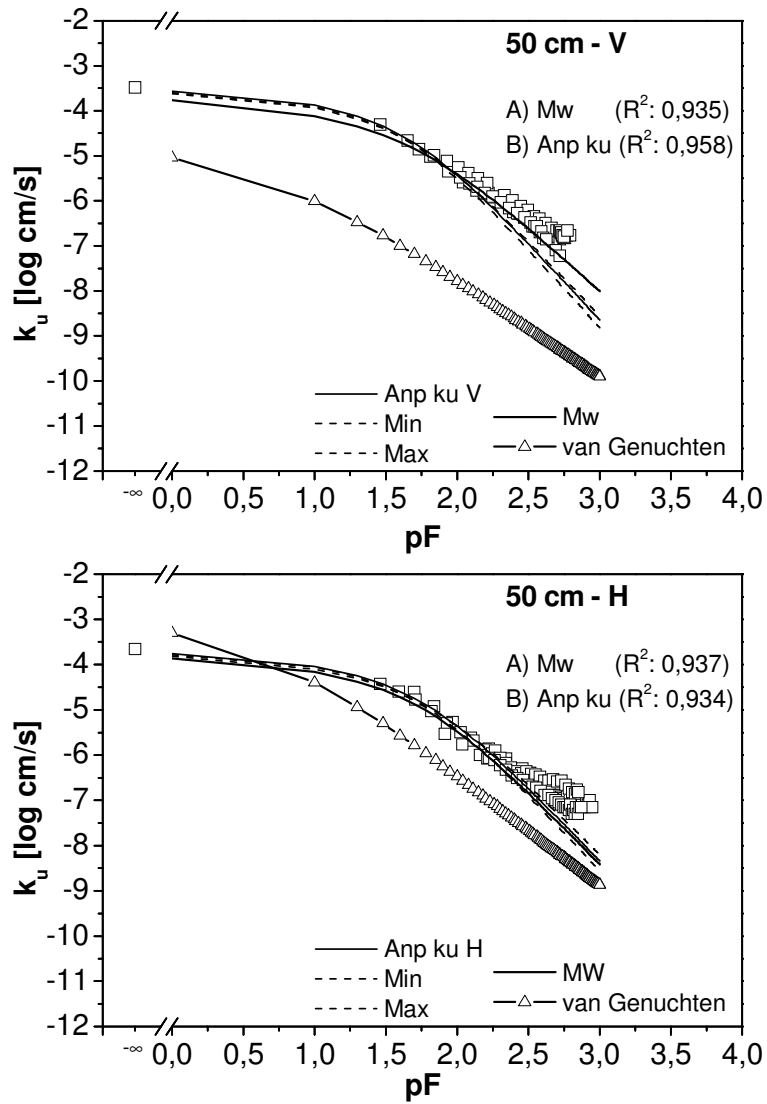 50 cm - V
A) Mw (R²: 0,935)
B) Anp ku (R²: 0,958)
k_u [log cm/s]
-2
-3
-4
-5
-6
-7
-8
-9
-10
-11
-12
Anp ku V
Min
Max
Mw
van Genuchten
-∞ 0,0 0,5 1,0 1,5 2,0 2,5 3,0 3,5 4,0
pF
50 cm - H
A) Mw (R²: 0,937)
B) Anp ku (R²: 0,934)
k_u [log cm/s]
-2
-3
-4
-5
-6
-7
-8
-9
-10
-11
-12
Anp ku H
Min
Max
MW
van Genuchten
-∞ 0,0 0,5 1,0 1,5 2,0 2,5 3,0 3,5 4,0
pF